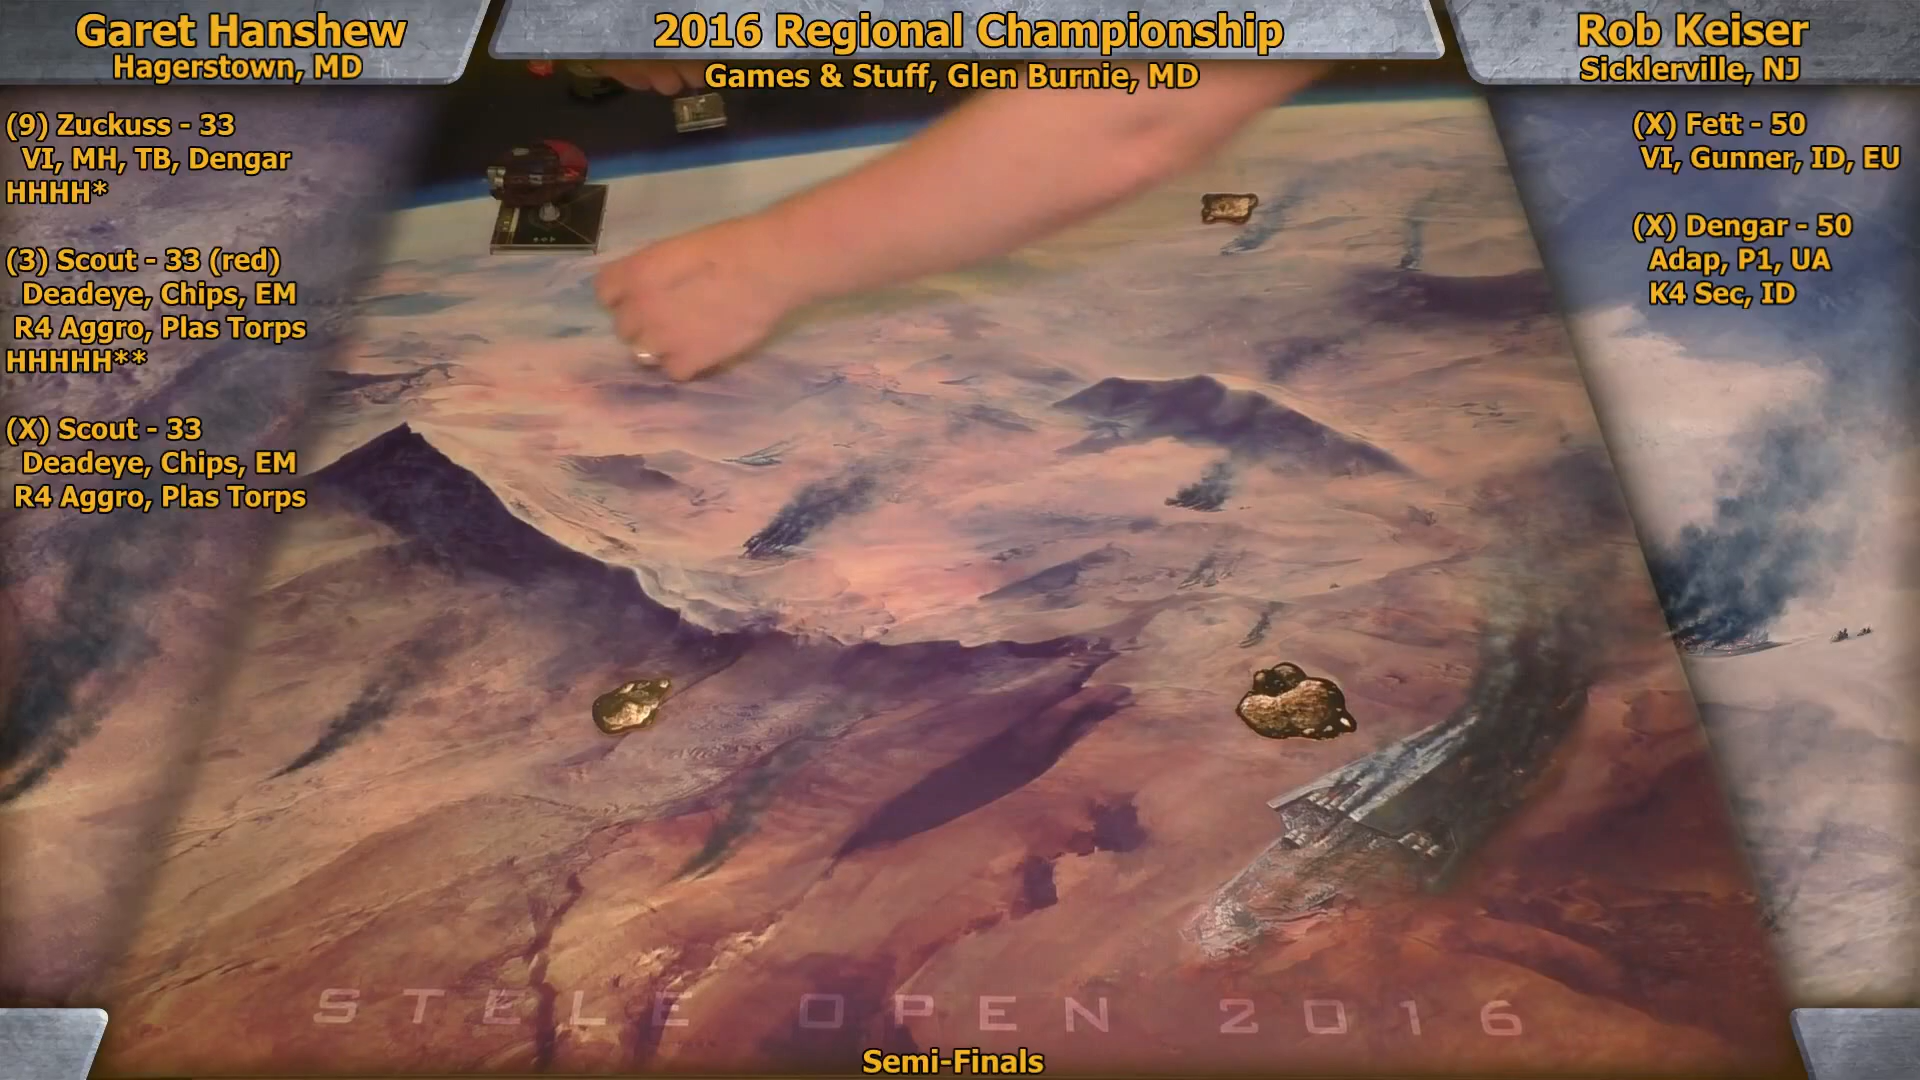 Garet Hanshew
Hagerstown, MD
2016 Regional Championship
Games & Stuff, Glen Burnie, MD
Rob Keiser
Sicklerville, NJ
(9) Zuckuss - 33
VI, MH, TB, Dengar
HHHH*
(3) Scout - 33 (red)
Deadeye, Chips, EM
R4 Aggro, Plas Torps
HHHHH**
(X) Scout - 33
Deadeye, Chips, EM
R4 Aggro, Plas Torps
(X) Fett - 50
VI, Gunner, ID, EU
(X) Dengar - 50
Adap, P1, UA
K4 Sec, ID
STELE OPEN 2016
Semi-Finals